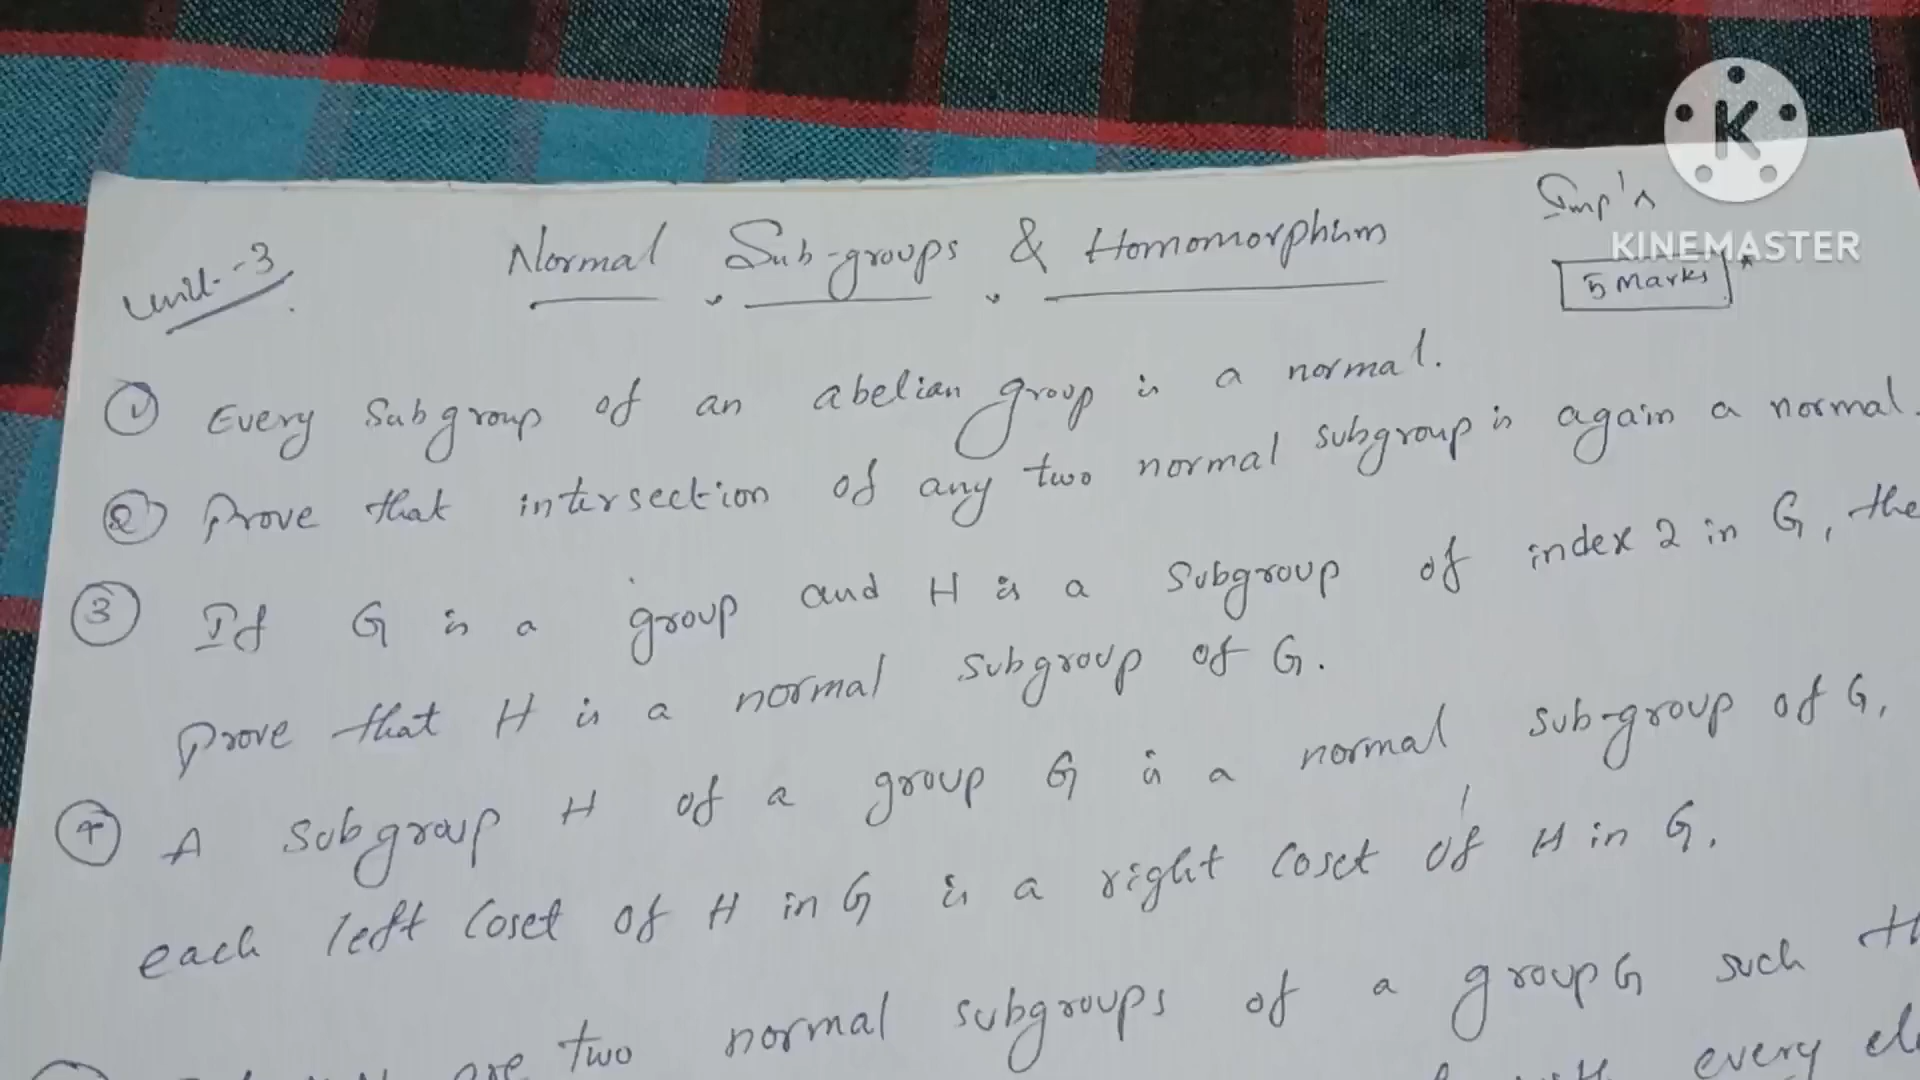 Imp's
KINEMASTER
Unit-3 Normal Sub-groups & Homomorphism
5 Marks
① Every Subgroup of an abelian group is a normal.
② Prove that intersection of any two normal subgroup is again a normal.
③ If G is a group and H is a subgroup of index 2 in G, the
Prove that H is a normal subgroup of G.
④ A subgroup H of a group G is a normal sub-group of G,
each left coset of H in G is a right coset of H in G.
are two normal subgroups of a group G such
every